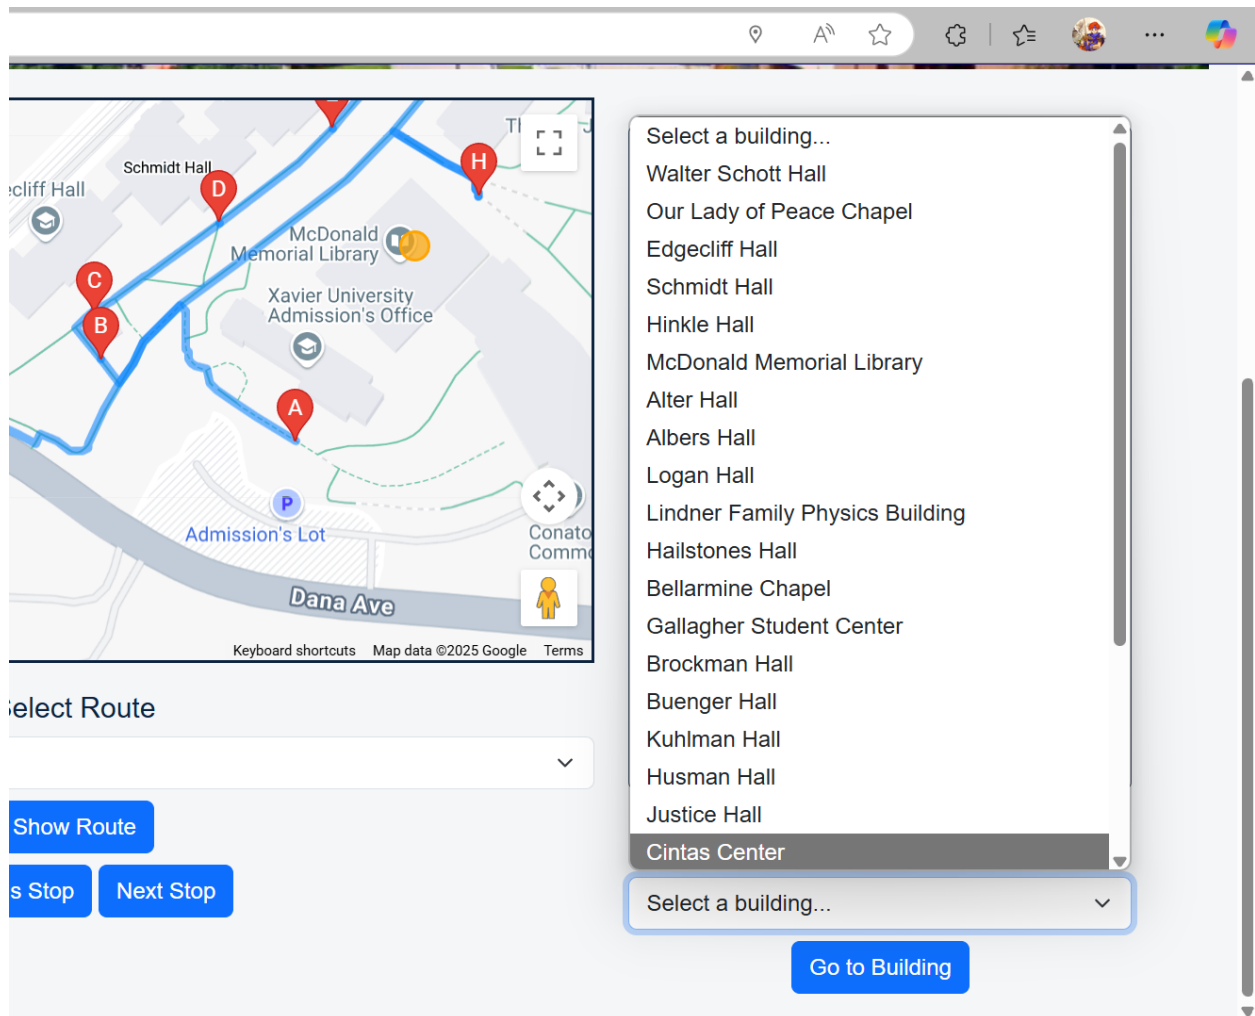 Schmidt Hall
ecliff Hall
D
H
McDonald
Memorial Library
C
B
Xavier University
Admission's Office
A
P
Admission's Lot
Conato
Comm
Dana Ave
Keyboard shortcuts Map data ©2025 Google Terms
Select Route
Show Route
s Stop
Next Stop
Select a building...
Walter Schott Hall
Our Lady of Peace Chapel
Edgecliff Hall
Schmidt Hall
Hinkle Hall
McDonald Memorial Library
Alter Hall
Albers Hall
Logan Hall
Lindner Family Physics Building
Hailstones Hall
Bellarmine Chapel
Gallagher Student Center
Brockman Hall
Buenger Hall
Kuhlman Hall
Husman Hall
Justice Hall
Cintas Center
Select a building...
Go to Building